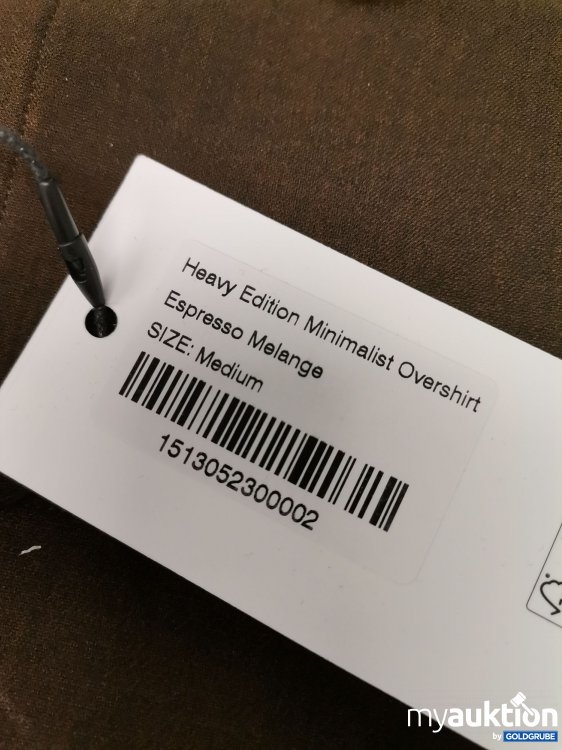 Heavy Edition Minimalist Overshirt
Espresso Melange
SIZE: Medium
1513052300002
myauktion
by GOLDGRUBE